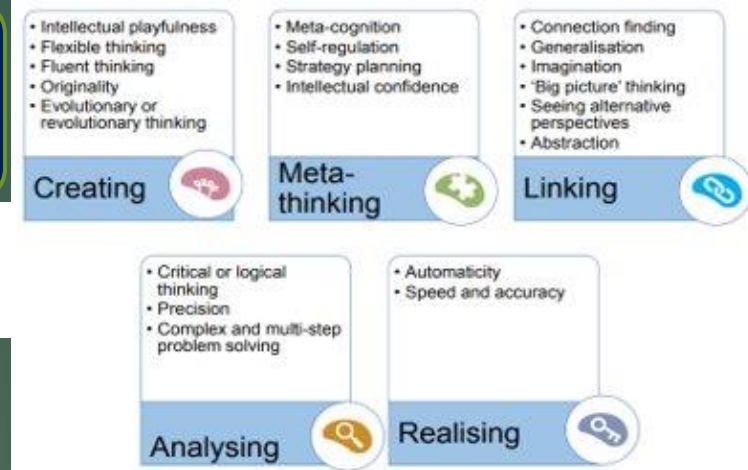 • Intellectual playfulness
• Flexible thinking
• Fluent thinking
• Originality
• Evolutionary or
revolutionary thinking
Creating
• Meta-cognition
• Self-regulation
• Strategy planning
• Intellectual confidence
Meta-
thinking
• Connection finding
• Generalisation
• Imagination
• 'Big picture' thinking
• Seeing alternative
perspectives
• Abstraction
Linking
• Critical or logical
thinking
• Precision
• Complex and multi-step
problem solving
Analysing
• Automaticity
• Speed and accuracy
Realising